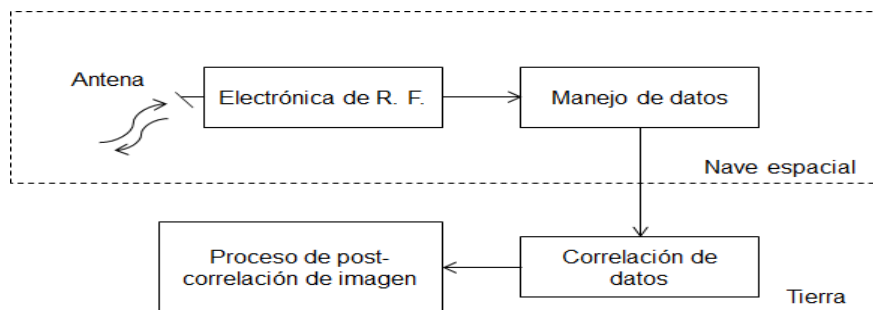 Antena
Electrónica de R. F.
Manejo de datos
Nave espacial
Proceso de post-
correlación de imagen
Correlación de
datos
Tierra